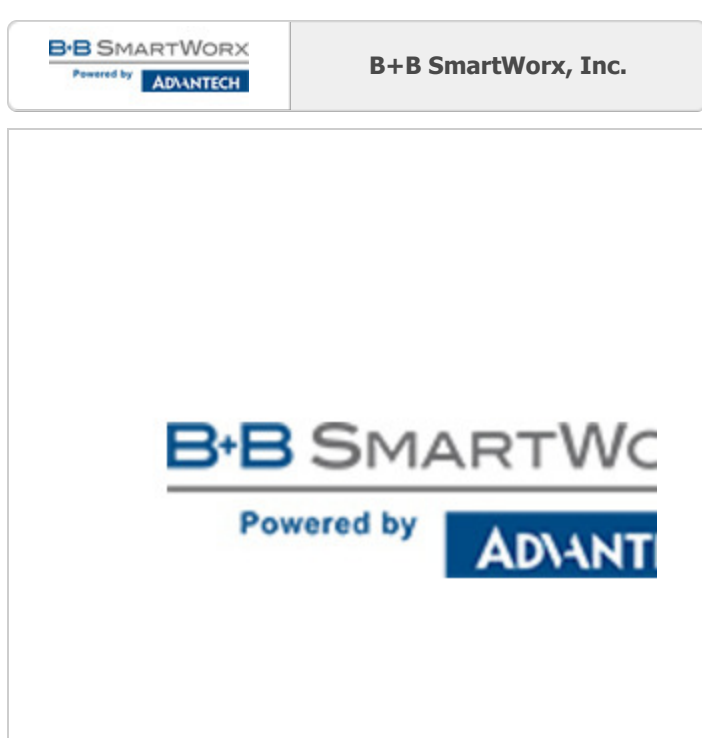 B+B SMARTWORX
Powered by ADVANTECH
B+B SmartWorx, Inc.
B+B SMARTWO
Powered by ADVANT